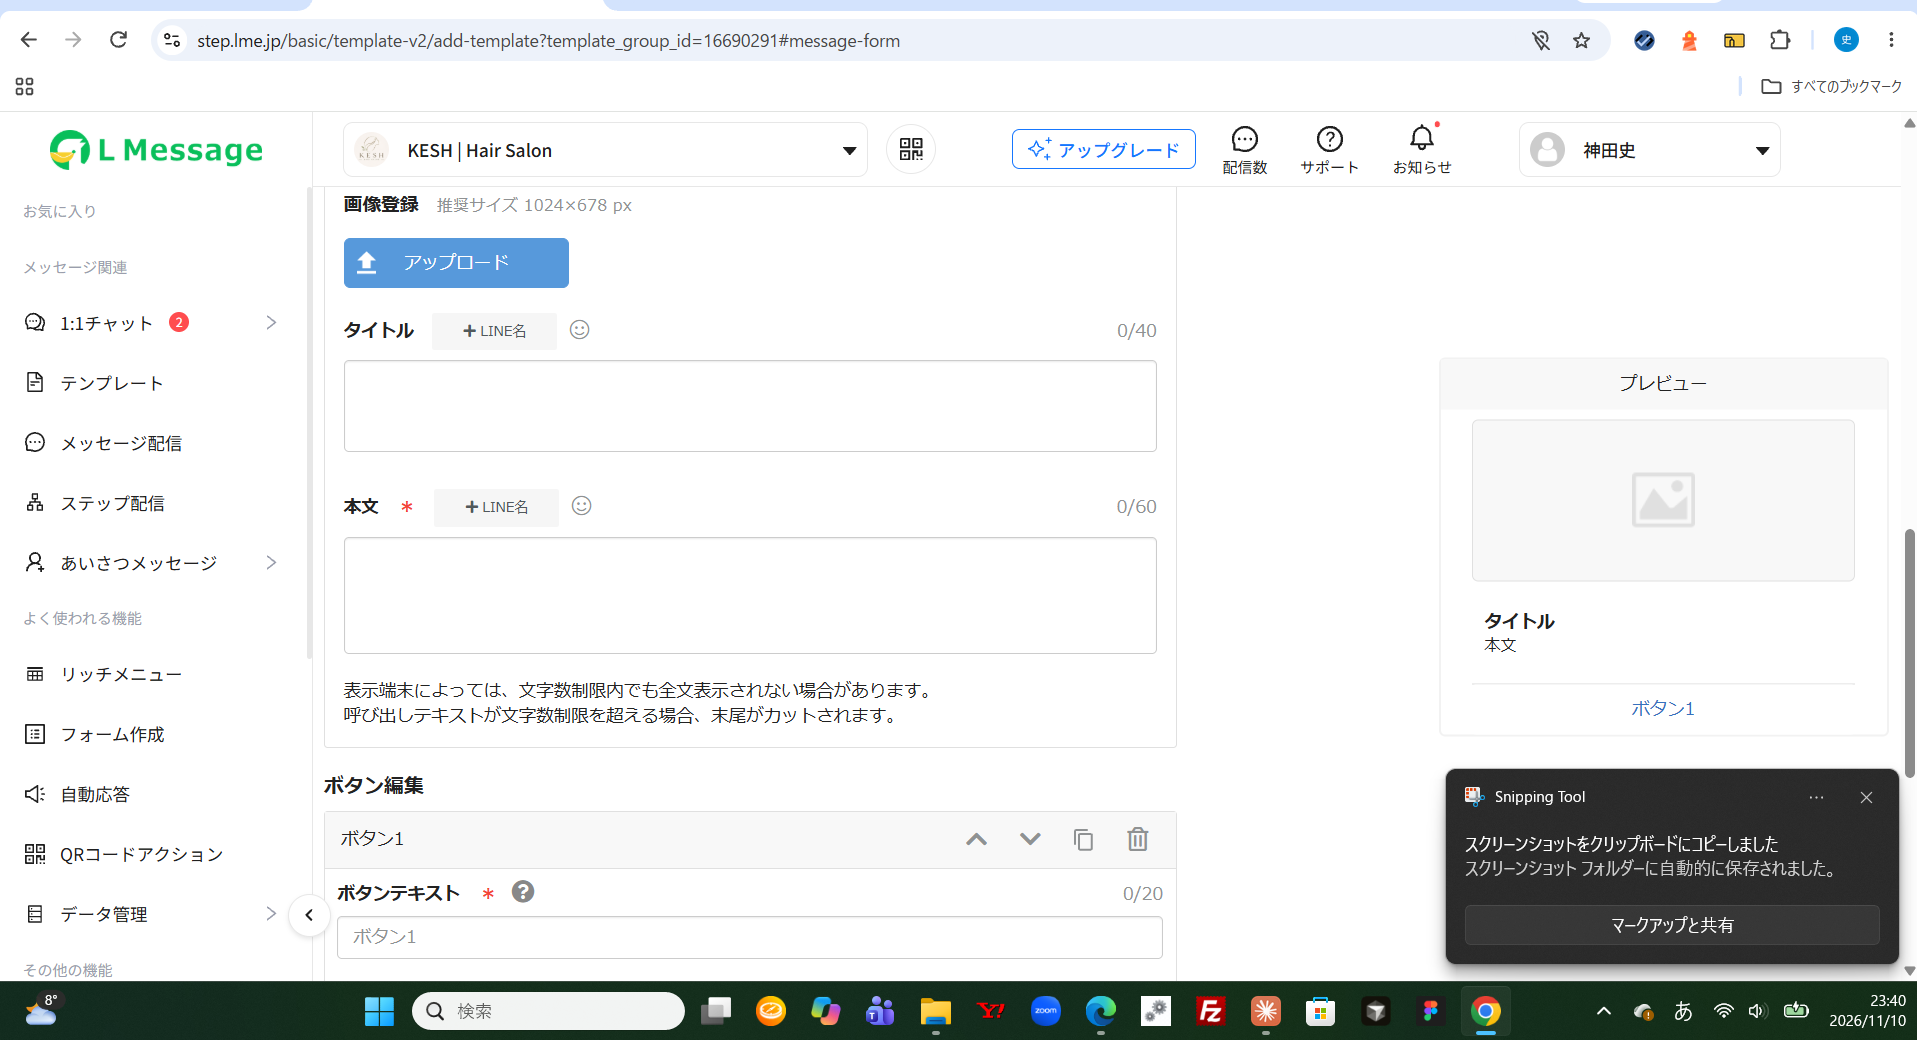 step.lme.jp/basic/template-v2/add-template?template_group_id=16690291#message-form
史
すべてのブックマーク
L Message
KESH | Hair Salon
アップグレード
配信数
サポート
お知らせ
神田史
お気に入り
メッセージ関連
1:1チャット 2
テンプレート
メッセージ配信
ステップ配信
あいさつメッセージ
よく使われる機能
リッチメニュー
フォーム作成
自動応答
QRコードアクション
データ管理
その他の機能
画像登録 推奨サイズ 1024×678 px
アップロード
タイトル +LINE名 0/40
本文 * +LINE名 0/60
表示端末によっては、文字数制限内でも全文表示されない場合があります。
呼び出しテキストが文字数制限を超える場合、末尾がカットされます。
ボタン編集
ボタン1
ボタンテキスト * ? 0/20
ボタン1
プレビュー
タイトル
本文
ボタン1
Snipping Tool
スクリーンショットをクリップボードにコピーしました
スクリーンショット フォルダーに自動的に保存されました。
マークアップと共有
8°
検索
zoom
あ
23:40
2026/11/10